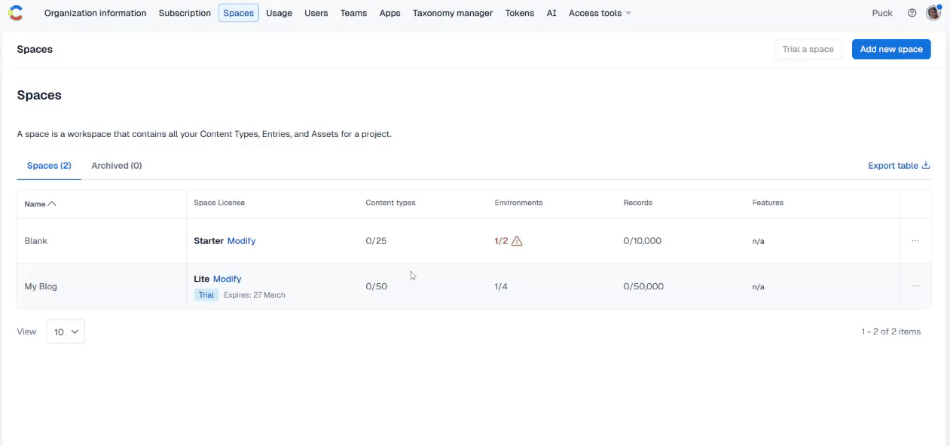 Organization information Subscription Spaces Usage Users Teams Apps Taxonomy manager Tokens AI Access tools Puck
Spaces Trial a space Add new space
Spaces
A space is a workspace that contains all your Content Types, Entries, and Assets for a project.
Spaces (2) Archived (0) Export table
Name Space License Content types Environments Records Features
Blank Starter Modify 0/25 1/2 0/10,000 n/a
My Blog Lite Modify 0/50 1/4 0/50,000 n/a
Trial Expires: 27 March
View 10 1 - 2 of 2 items